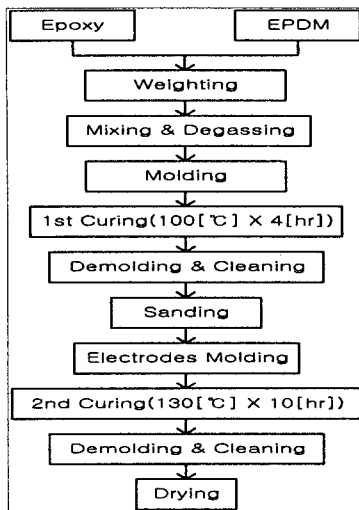 Epoxy
EPDM
Weighting
Mixing & Degassing
Molding
1st Curing(100[℃] X 4[hr])
Demolding & Cleaning
Sanding
Electrodes Molding
2nd Curing(130[℃] X 10[hr])
Demolding & Cleaning
Drying